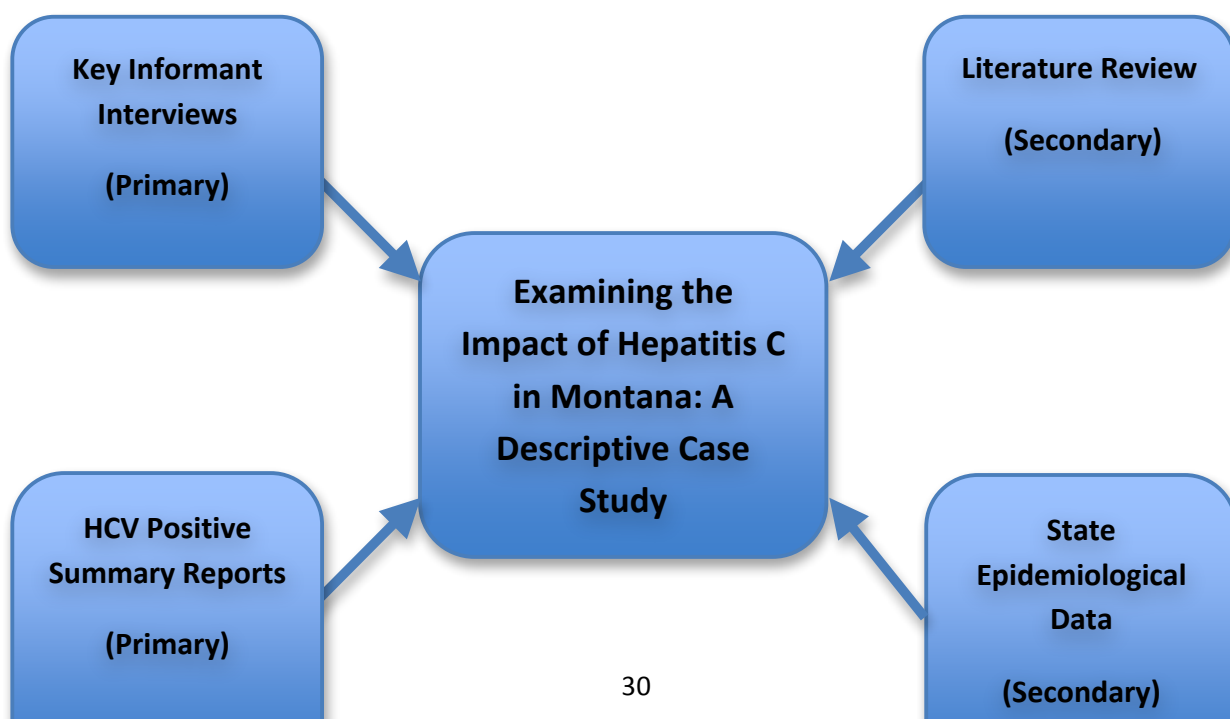 Key Informant
Interviews
(Primary)
Literature Review
(Secondary)
Examining the
Impact of Hepatitis C
in Montana: A
Descriptive Case
Study
HCV Positive
Summary Reports
(Primary)
State
Epidemiological
Data
(Secondary)
30